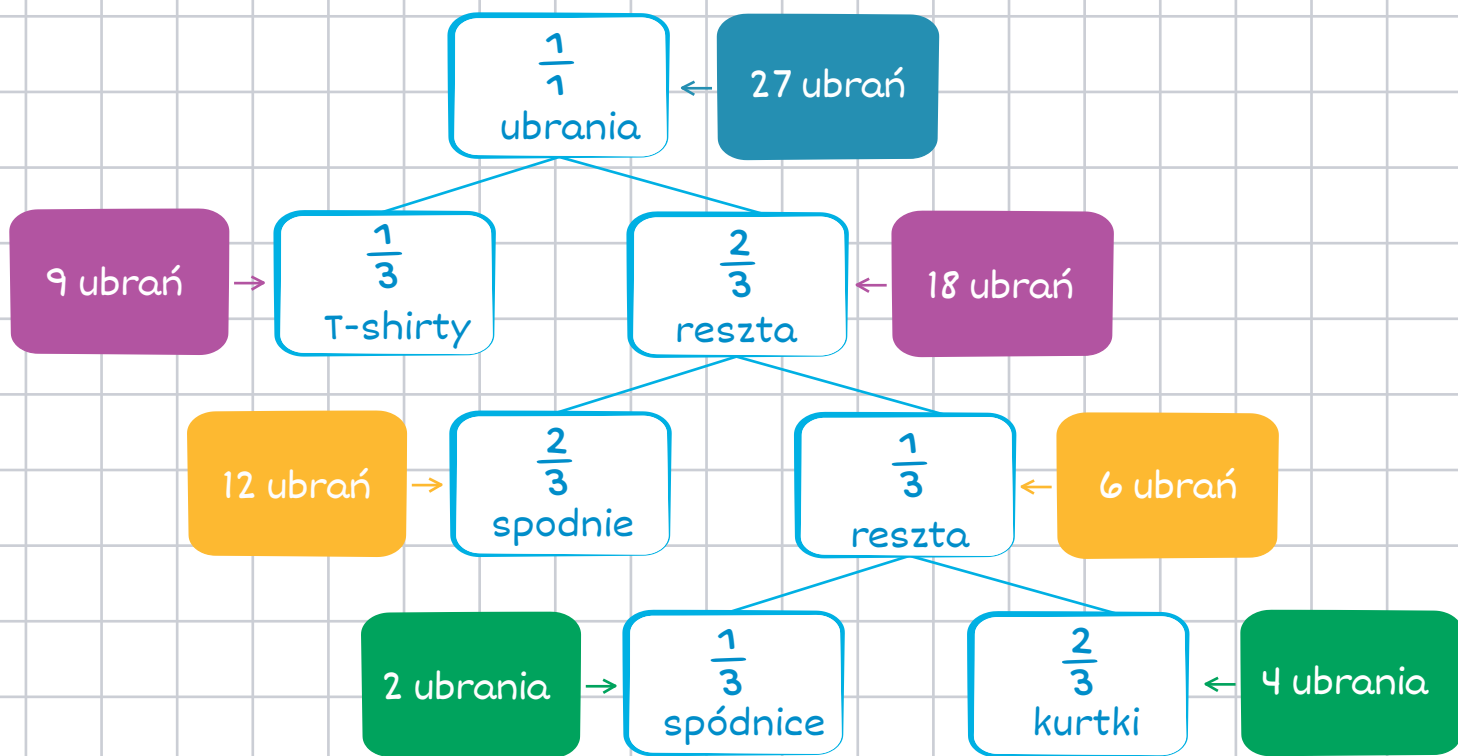 1
1
ubrania
27 ubrań
9 ubrań
1
3
T-shirty
2
3
reszta
18 ubrań
12 ubrań
2
3
spodnie
1
3
reszta
6 ubrań
2 ubrania
1
3
spódnice
2
3
kurtki
4 ubrania